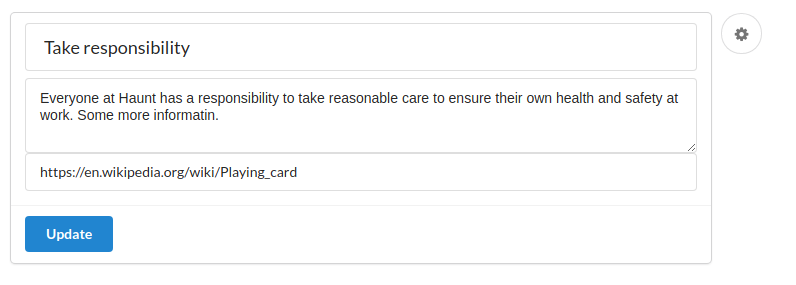 Take responsibility
Everyone at Haunt has a responsibility to take reasonable care to ensure their own health and safety at
work. Some more informatin.
https://en.wikipedia.org/wiki/Playing_card
Update